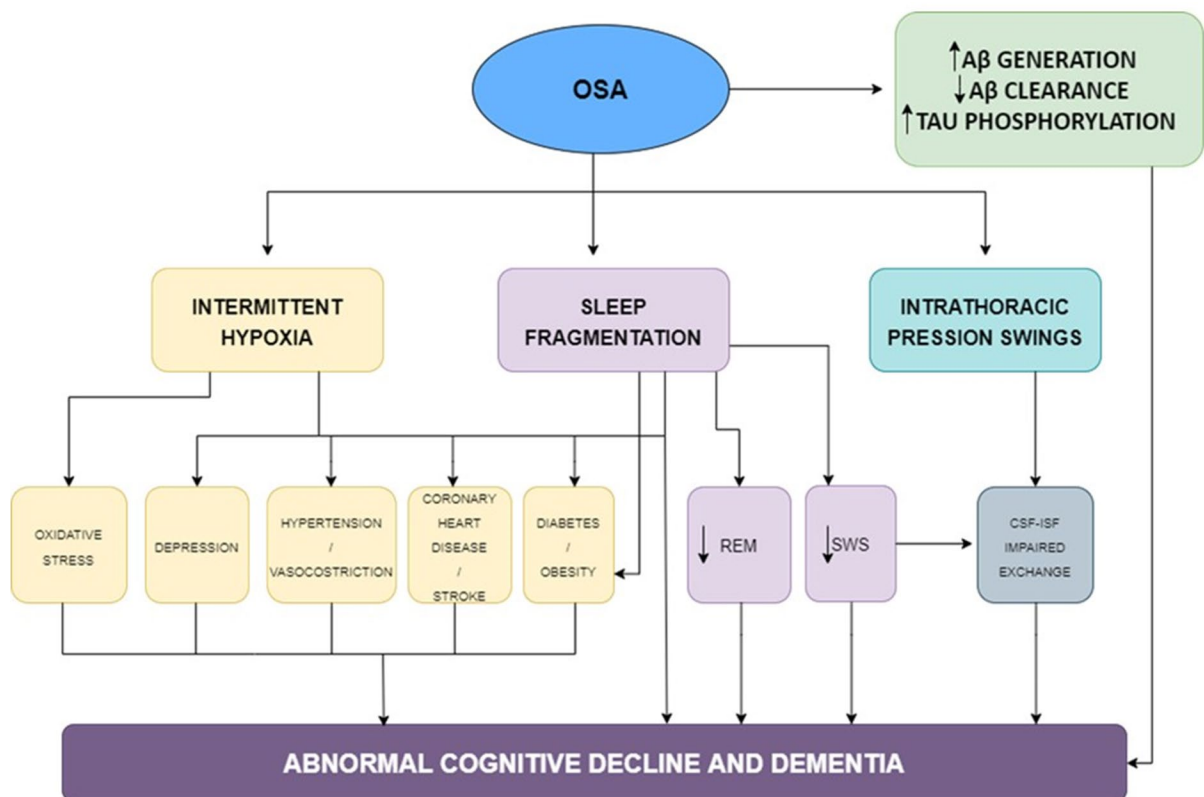 OSA
↑Aβ GENERATION
↓Aβ CLEARANCE
↑TAU PHOSPHORYLATION
INTERMITTENT
HYPOXIA
SLEEP
FRAGMENTATION
INTRATHORACIC
PRESSION SWINGS
OXIDATIVE
STRESS
DEPRESSION
HYPERTENSION
/
VASOCOSTRICTION
CORONARY
HEART
DISEASE
/
STROKE
DIABETES
/
OBESITY
↓ REM
↓SWS
CSF-ISF
IMPAIRED
EXCHANGE
ABNORMAL COGNITIVE DECLINE AND DEMENTIA